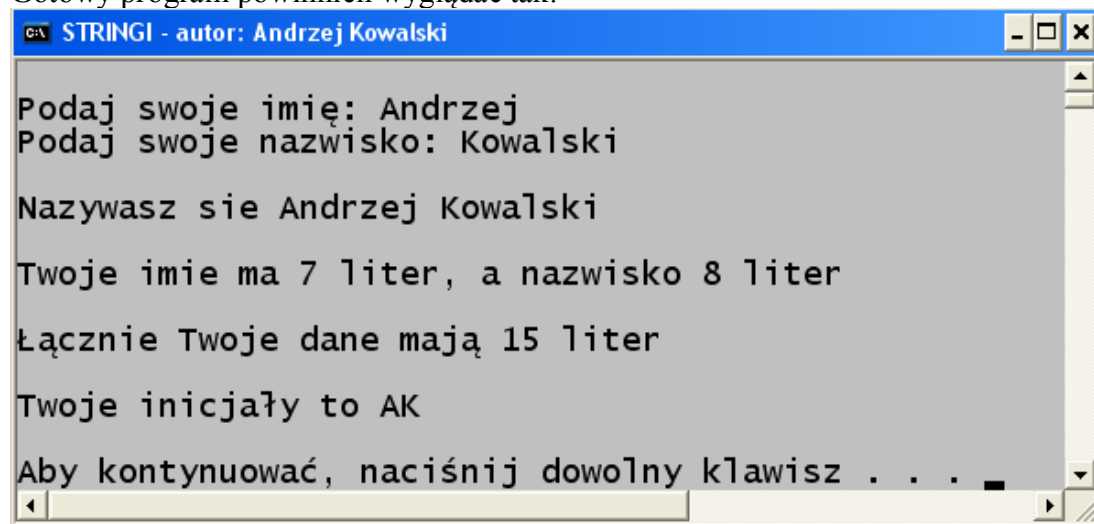 Gotowy program powinien wyglądać tak:
STRINGI - autor: Andrzej Kowalski
Podaj swoje imię: Andrzej
Podaj swoje nazwisko: Kowalski
Nazywasz sie Andrzej Kowalski
Twoje imie ma 7 liter, a nazwisko 8 liter
Łącznie Twoje dane mają 15 liter
Twoje inicjały to AK
Aby kontynuować, naciśnij dowolny klawisz . . .